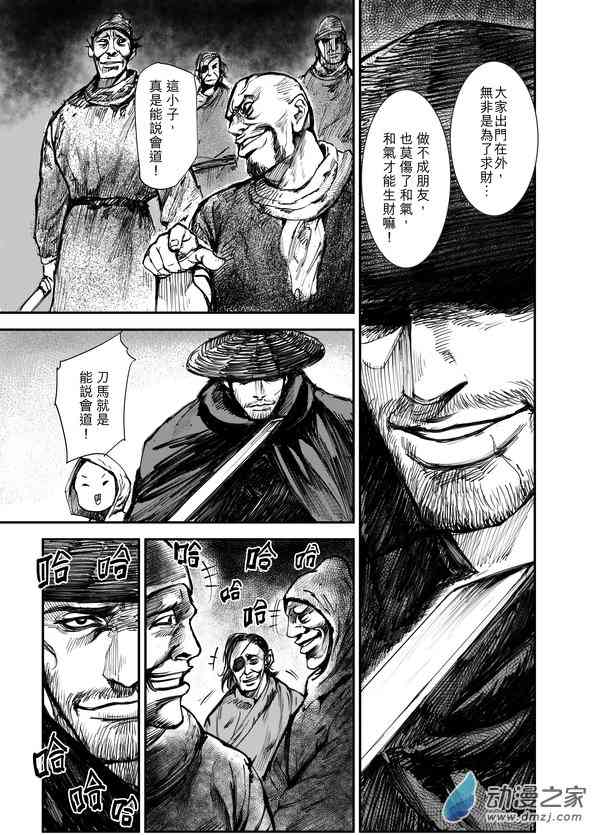 大家出門在外，
無非是為了求財…
做不成朋友，
也莫傷了和氣，
和氣才能生財嘛！
這小子，
真是能說會道！
刀馬就是
能說會道！
哈
哈
哈
哈
哈
哈
哈
哈
哈
动漫之家
www.dmzj.com